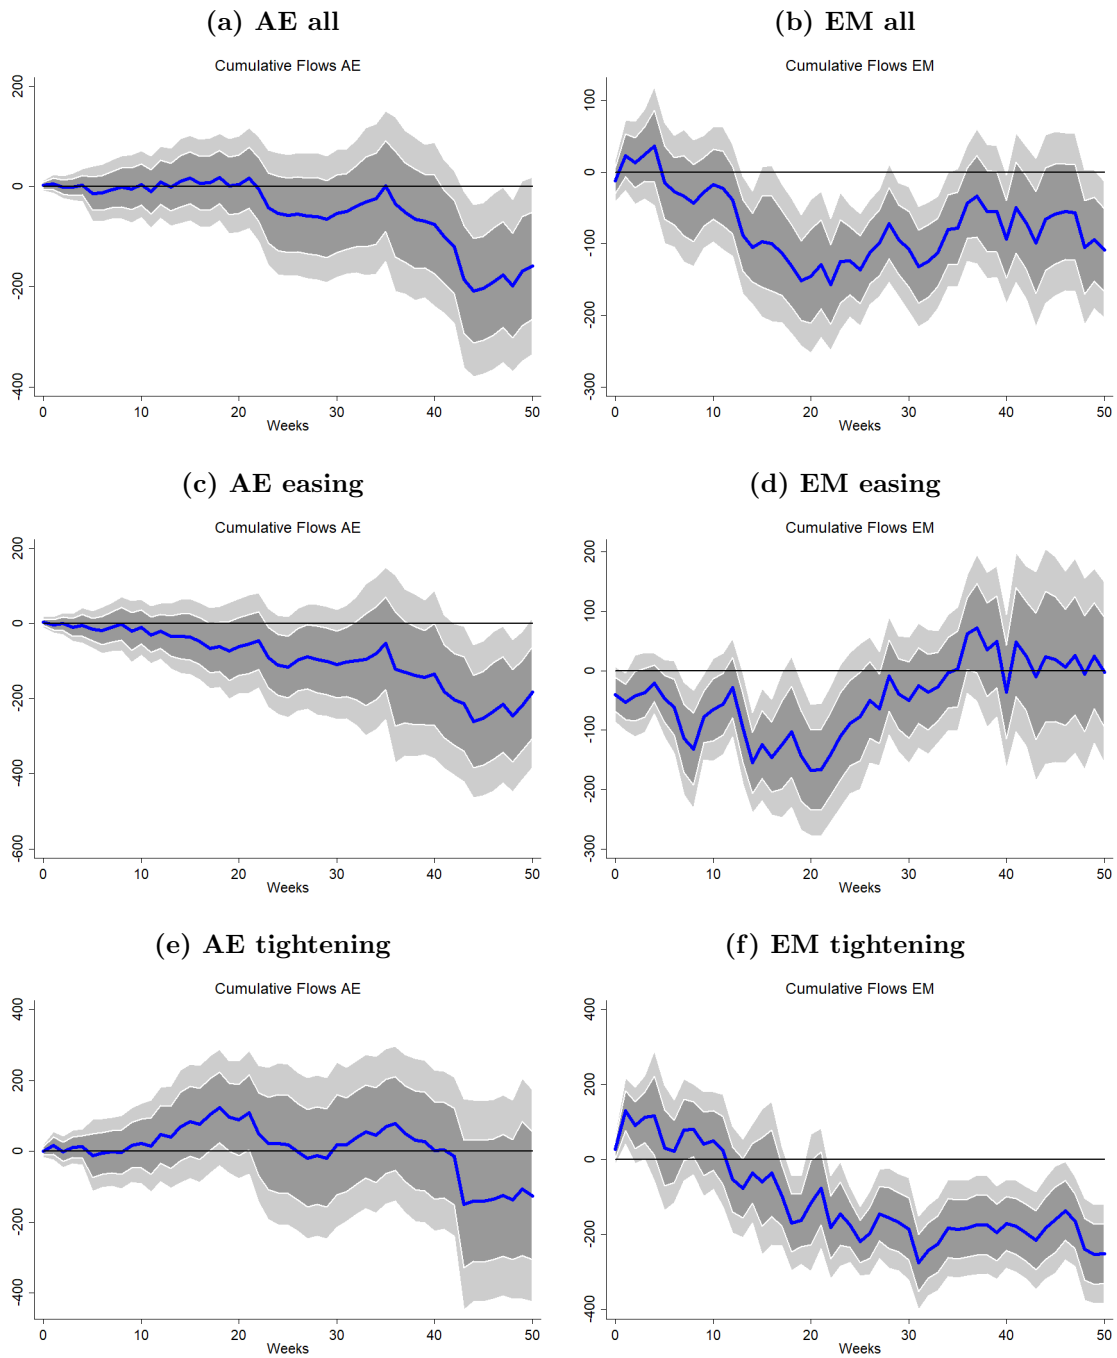 (a) AE all
Cumulative Flows AE
200
0
-200
-400
0 10 20 30 40 50
Weeks
(b) EM all
Cumulative Flows EM
100
0
-100
-200
-300
0 10 20 30 40 50
Weeks
(c) AE easing
Cumulative Flows AE
200
0
-200
-400
-600
0 10 20 30 40 50
Weeks
(d) EM easing
Cumulative Flows EM
200
100
0
-100
-200
-300
0 10 20 30 40 50
Weeks
(e) AE tightening
Cumulative Flows AE
400
200
0
-200
-400
0 10 20 30 40 50
Weeks
(f) EM tightening
Cumulative Flows EM
400
200
0
-200
-400
0 10 20 30 40 50
Weeks